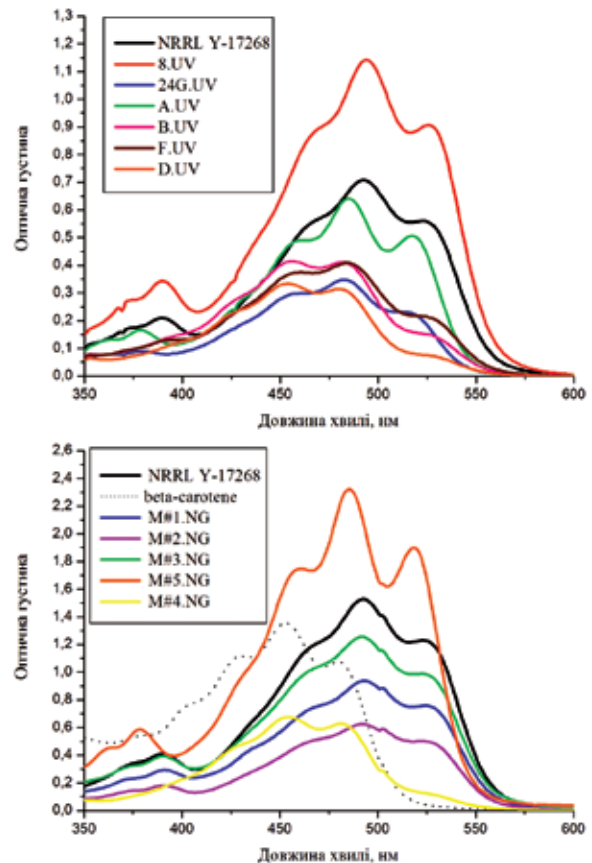 1,3
1,2
1,1
1,0
0,9
0,8
0,7
0,6
0,5
0,4
0,3
0,2
0,1
0,0
Оптична густина
NRRL Y-17268
8.UV
24G.UV
A.UV
B.UV
F.UV
D.UV
350 400 450 500 550 600
Довжина хвилі, нм
2,6
2,4
2,2
2,0
1,8
1,6
1,4
1,2
1,0
0,8
0,6
0,4
0,2
0,0
Оптична густина
NRRL Y-17268
beta-carotene
M#1.NG
M#2.NG
M#3.NG
M#5.NG
M#4.NG
350 400 450 500 550 600
Довжина хвилі, нм